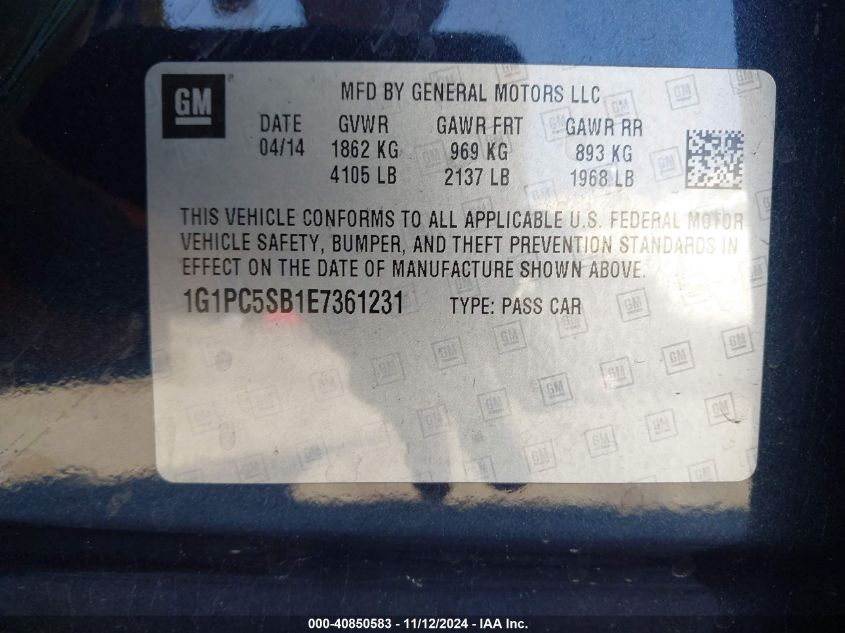 GM ® MFD BY GENERAL MOTORS LLC
DATE GVWR GAWR FRT GAWR RR
04/14 1862 KG 969 KG 893 KG
4105 LB 2137 LB 1968 LB
THIS VEHICLE CONFORMS TO ALL APPLICABLE U.S. FEDERAL MOTOR
VEHICLE SAFETY, BUMPER, AND THEFT PREVENTION STANDARDS IN
EFFECT ON THE DATE OF MANUFACTURE SHOWN ABOVE.
1G1PC5SB1E7361231 TYPE: PASS CAR
000-40850583 - 11/12/2024 - IAA, Inc.